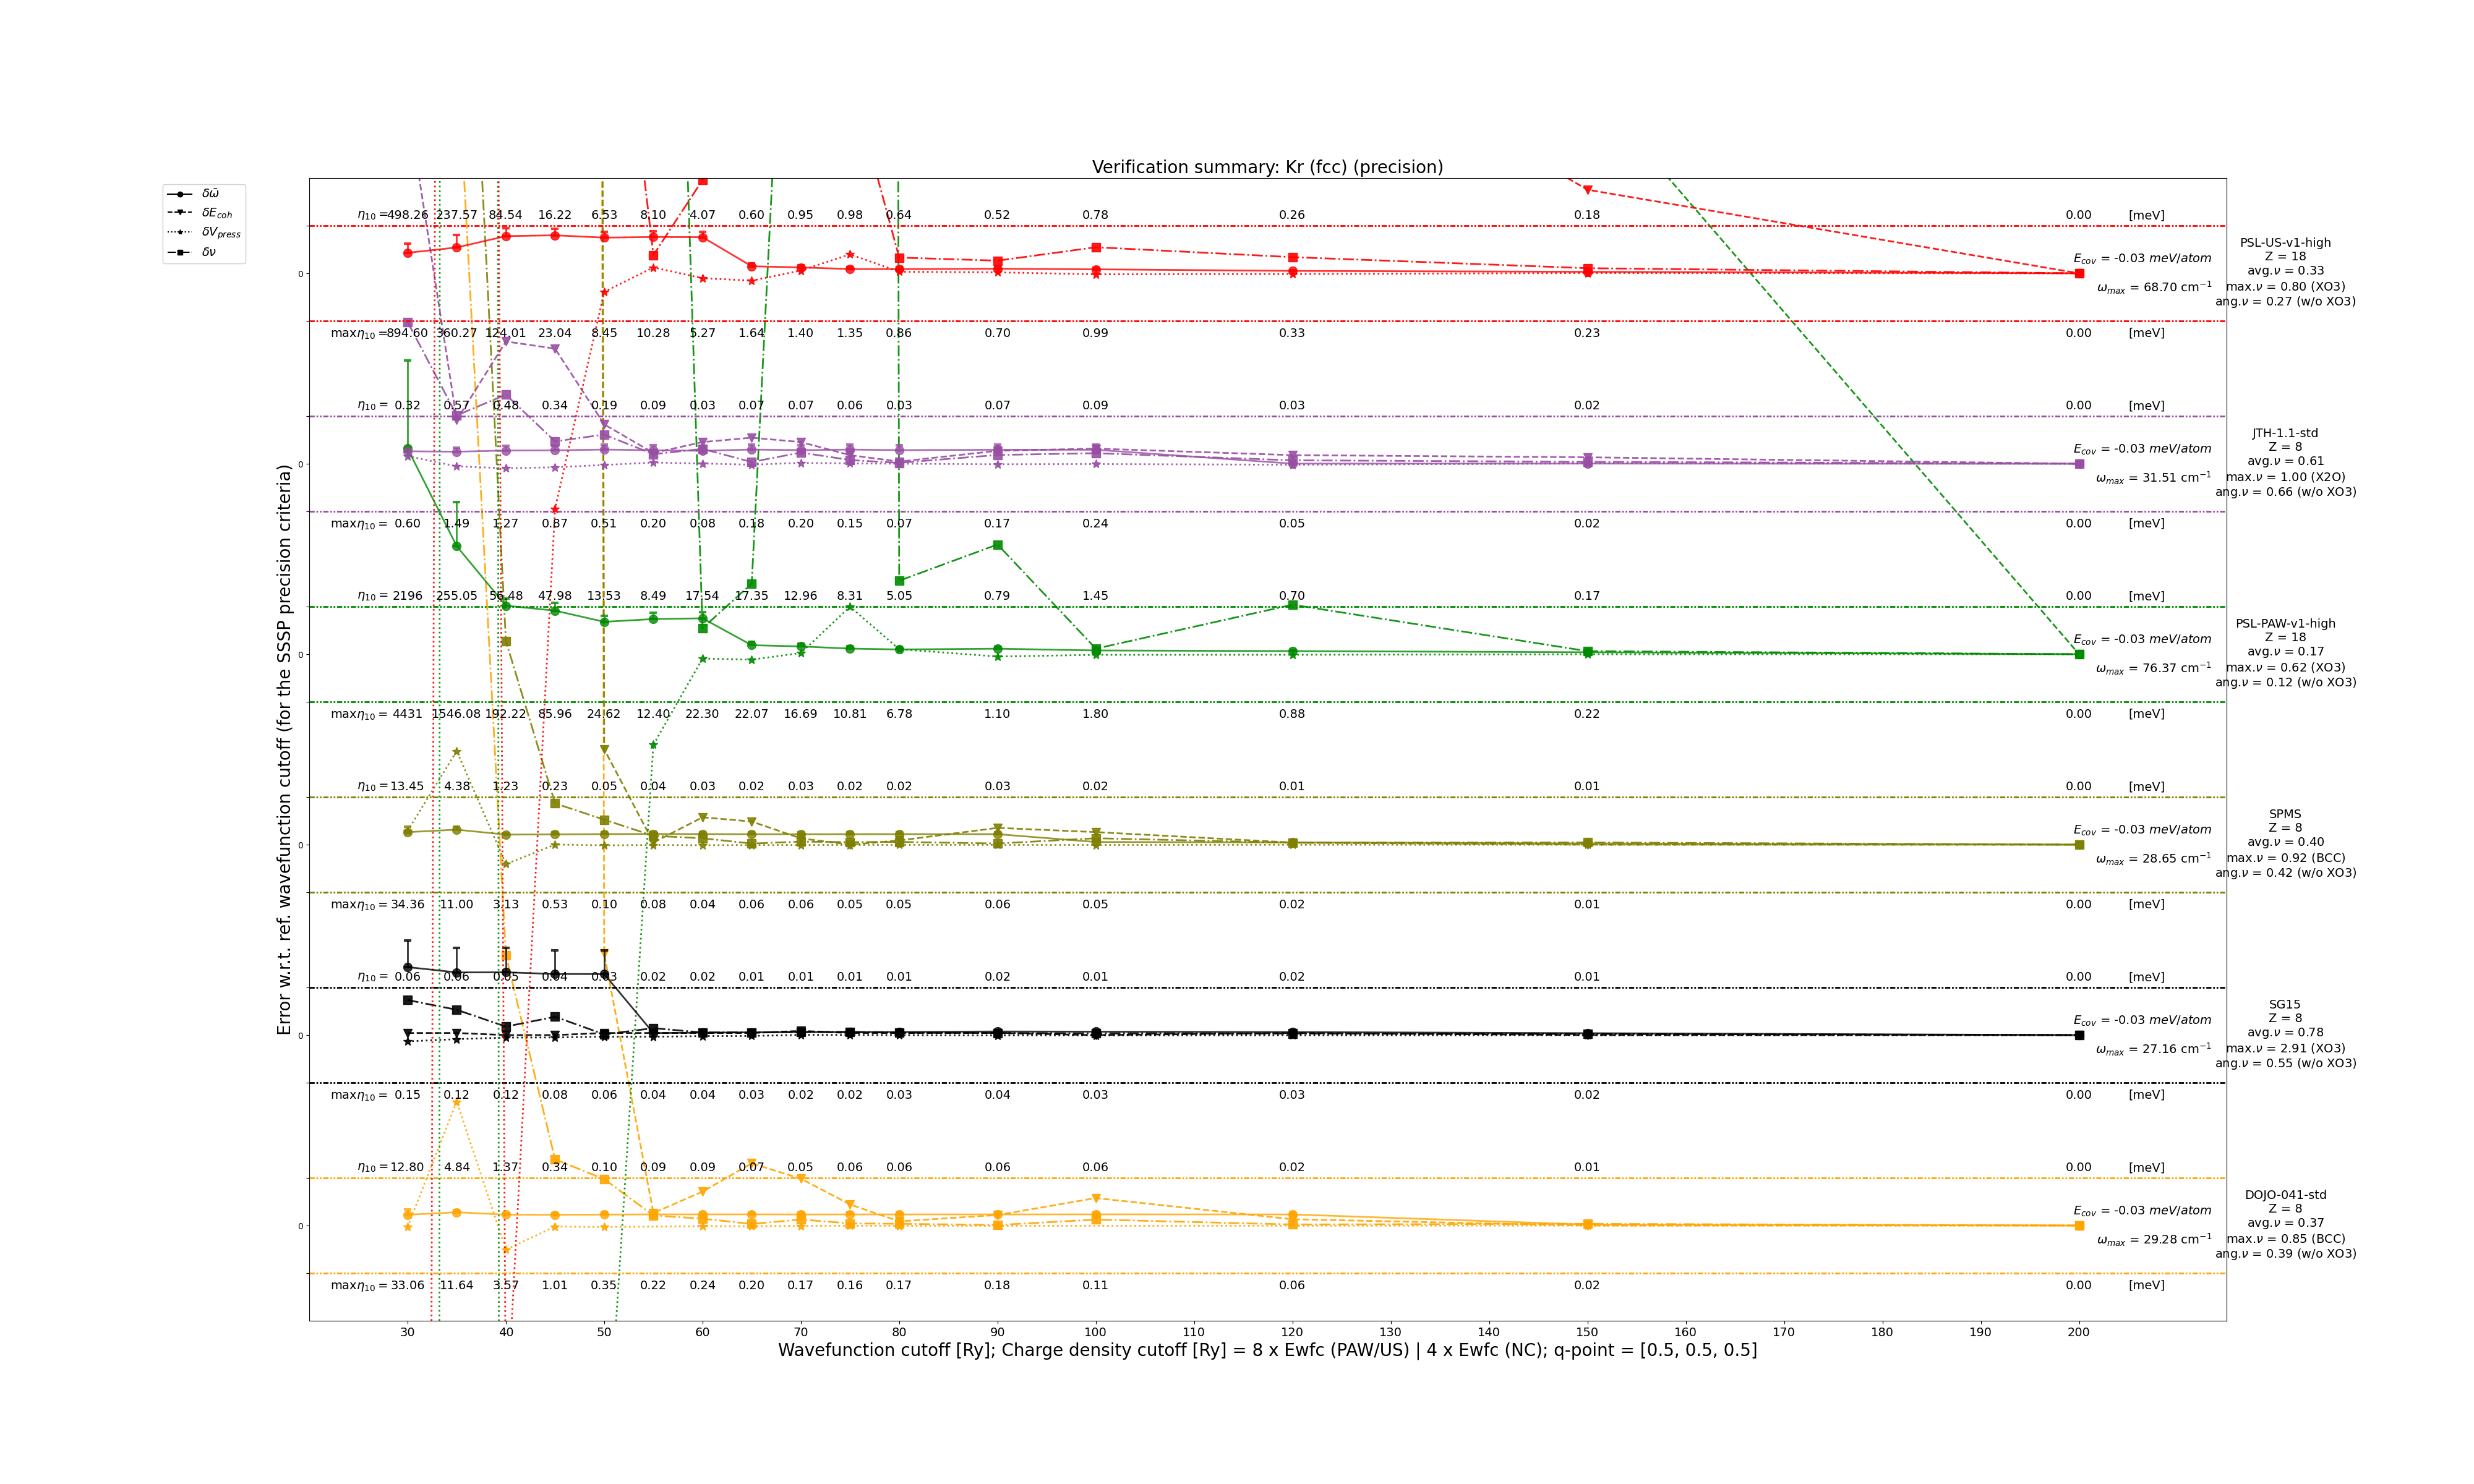 Verification summary: Kr (fcc) (precision)
δω̄
δE_coh
δV_press
δν
η₁₀ = 498.26 237.57 84.54 16.22 6.53 8.10 4.07 0.60 0.95 0.98 0.64 0.52 0.78 0.26 0.18 0.00 [meV]
PSL-US-v1-high
Z = 18
avg.ν = 0.33
max.ν = 0.80 (XO3)
ang.ν = 0.27 (w/o XO3)
E_cov = -0.03 meV/atom
ω_max = 68.70 cm⁻¹
0
maxη₁₀ = 894.60 360.27 124.01 23.04 8.45 10.28 5.27 1.64 1.40 1.35 0.86 0.70 0.99 0.33 0.23 0.00 [meV]
η₁₀ = 0.32 0.57 0.48 0.34 0.19 0.09 0.03 0.07 0.07 0.06 0.03 0.07 0.09 0.03 0.02 0.00 [meV]
JTH-1.1-std
Z = 8
avg.ν = 0.61
max.ν = 1.00 (X2O)
ang.ν = 0.66 (w/o XO3)
E_cov = -0.03 meV/atom
ω_max = 31.51 cm⁻¹
0
maxη₁₀ = 0.60 1.49 1.27 0.87 0.51 0.20 0.08 0.18 0.20 0.15 0.07 0.17 0.24 0.05 0.02 0.00 [meV]
η₁₀ = 2196 255.05 56.48 47.98 13.53 8.49 17.54 17.35 12.96 8.31 5.05 0.79 1.45 0.70 0.17 0.00 [meV]
PSL-PAW-v1-high
Z = 18
avg.ν = 0.17
max.ν = 0.62 (XO3)
ang.ν = 0.12 (w/o XO3)
E_cov = -0.03 meV/atom
ω_max = 76.37 cm⁻¹
0
maxη₁₀ = 4431 1546.08 192.22 85.96 24.62 12.40 22.30 22.07 16.69 10.81 6.78 1.10 1.80 0.88 0.22 0.00 [meV]
η₁₀ = 13.45 4.38 1.23 0.23 0.05 0.04 0.03 0.02 0.03 0.02 0.02 0.03 0.02 0.01 0.01 0.00 [meV]
SPMS
Z = 8
avg.ν = 0.40
max.ν = 0.92 (BCC)
ang.ν = 0.42 (w/o XO3)
E_cov = -0.03 meV/atom
ω_max = 28.65 cm⁻¹
0
maxη₁₀ = 34.36 11.00 3.13 0.53 0.10 0.08 0.04 0.06 0.06 0.05 0.05 0.06 0.05 0.02 0.01 0.00 [meV]
η₁₀ = 0.06 0.06 0.05 0.04 0.03 0.02 0.02 0.01 0.01 0.01 0.01 0.02 0.01 0.02 0.01 0.00 [meV]
SG15
Z = 8
avg.ν = 0.78
max.ν = 2.91 (XO3)
ang.ν = 0.55 (w/o XO3)
E_cov = -0.03 meV/atom
ω_max = 27.16 cm⁻¹
0
maxη₁₀ = 0.15 0.12 0.12 0.08 0.06 0.04 0.04 0.03 0.02 0.02 0.03 0.04 0.03 0.03 0.02 0.00 [meV]
η₁₀ = 12.80 4.84 1.37 0.34 0.10 0.09 0.09 0.07 0.05 0.06 0.06 0.06 0.06 0.02 0.01 0.00 [meV]
DOJO-041-std
Z = 8
avg.ν = 0.37
max.ν = 0.85 (BCC)
ang.ν = 0.39 (w/o XO3)
E_cov = -0.03 meV/atom
ω_max = 29.28 cm⁻¹
0
maxη₁₀ = 33.06 11.64 3.57 1.01 0.35 0.22 0.24 0.20 0.17 0.16 0.17 0.18 0.11 0.06 0.02 0.00 [meV]
Error w.r.t. ref. wavefunction cutoff (for the SSSP precision criteria)
30 40 50 60 70 80 90 100 110 120 130 140 150 160 170 180 190 200
Wavefunction cutoff [Ry]; Charge density cutoff [Ry] = 8 x Ewfc (PAW/US) | 4 x Ewfc (NC); q-point = [0.5, 0.5, 0.5]